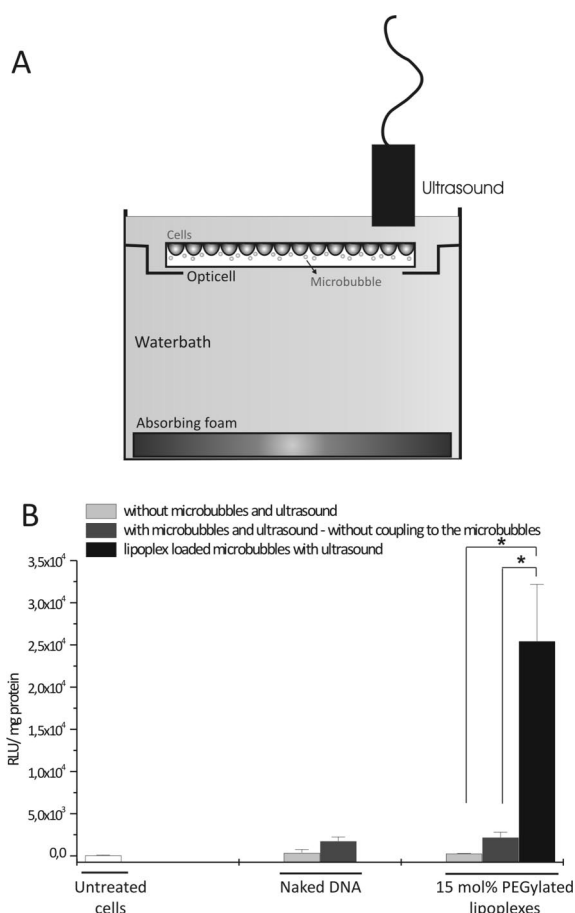 A
Ultrasound
Cells
Opticell
Microbubble
Waterbath
Absorbing foam
B
without microbubbles and ultrasound
with microbubbles and ultrasound - without coupling to the microbubbles
lipoplex loaded microbubbles with ultrasound
*
*
3,5x10⁴
3,0x10⁴
2,5x10⁴
2,0x10⁴
1,5x10⁴
1,0x10⁴
5,0x10³
0,0
RLU/ mg protein
Untreated
cells
Naked DNA
15 mol% PEGylated
lipoplexes